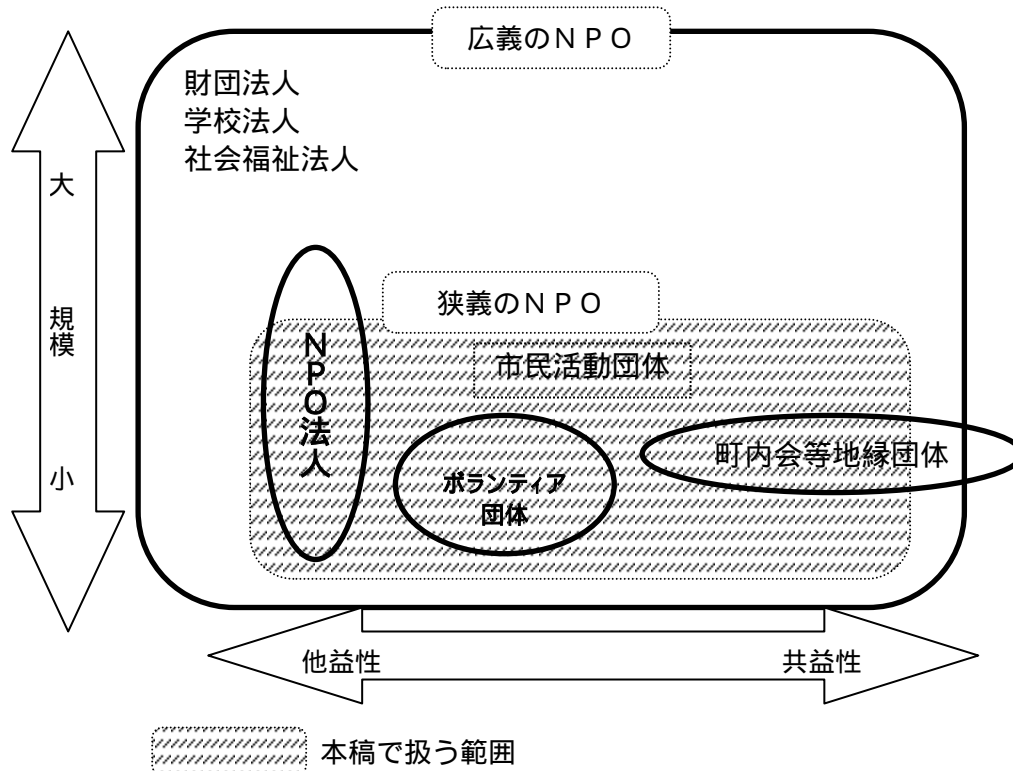 広義のＮＰＯ
財団法人
学校法人
社会福祉法人
大
規模
小
狭義のＮＰＯ
市民活動団体
ＮＰＯ法人
ボランティア
団体
町内会等地縁団体
他益性
共益性
本稿で扱う範囲